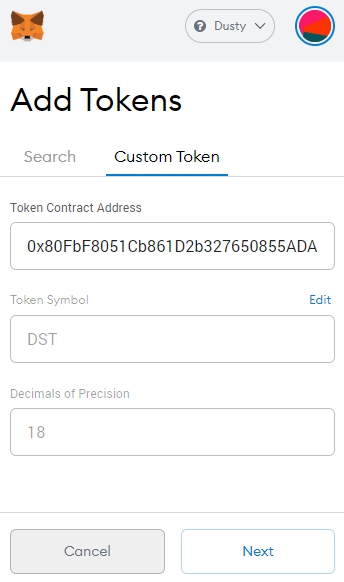 Dusty
Add Tokens
Search Custom Token
Token Contract Address
0x80FbF8051Cb861D2b327650855ADA
Token Symbol Edit
DST
Decimals of Precision
18
Cancel Next